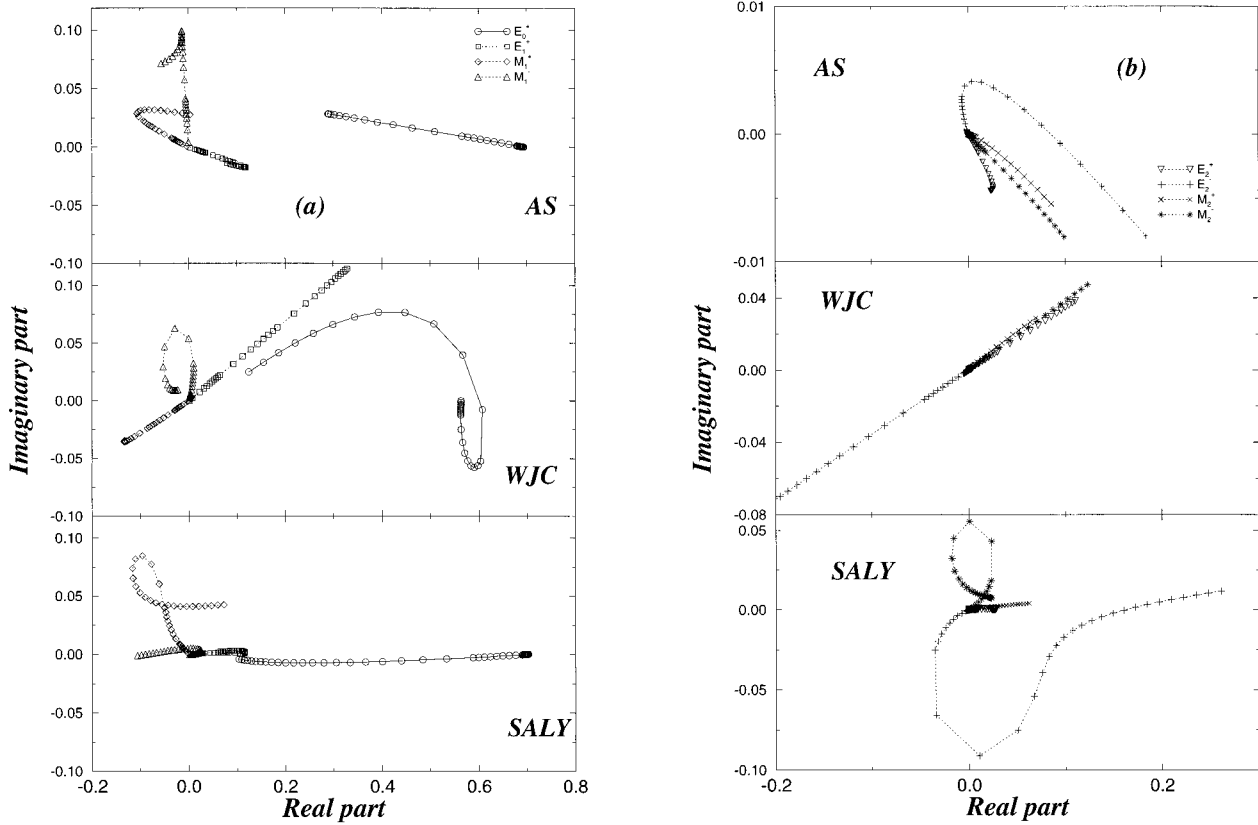 0.10
0.05
0.00
-0.05
-0.10
E₀⁺
E₁⁺
M₁⁺
M₁⁻
(a)
AS
0.10
0.05
0.00
-0.05
-0.10
WJC
0.10
0.05
0.00
-0.05
-0.10
SALY
-0.2
0.0
0.2
0.4
0.6
0.8
Imaginary part
Real part
0.01
0.00
-0.01
AS
(b)
E₂⁺
E₂⁻
M₂⁺
M₂⁻
0.04
0.00
-0.04
-0.08
WJC
0.05
0.00
-0.05
-0.10
SALY
-0.2
0.0
0.2
Imaginary part
Real part